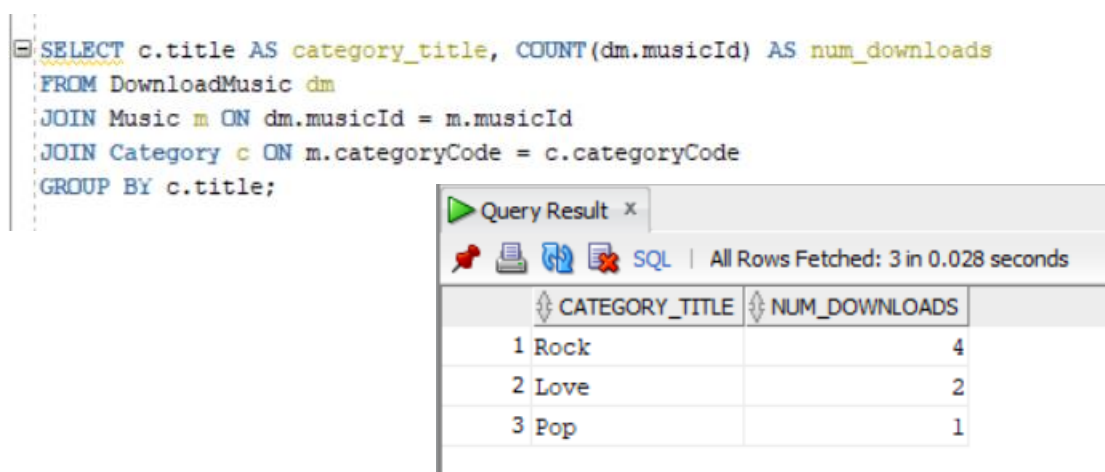 SELECT c.title AS category_title, COUNT(dm.musicId) AS num_downloads
FROM DownloadMusic dm
JOIN Music m ON dm.musicId = m.musicId
JOIN Category c ON m.categoryCode = c.categoryCode
GROUP BY c.title;
Query Result x
SQL | All Rows Fetched: 3 in 0.028 seconds
CATEGORY_TITLE NUM_DOWNLOADS
1 Rock 4
2 Love 2
3 Pop 1